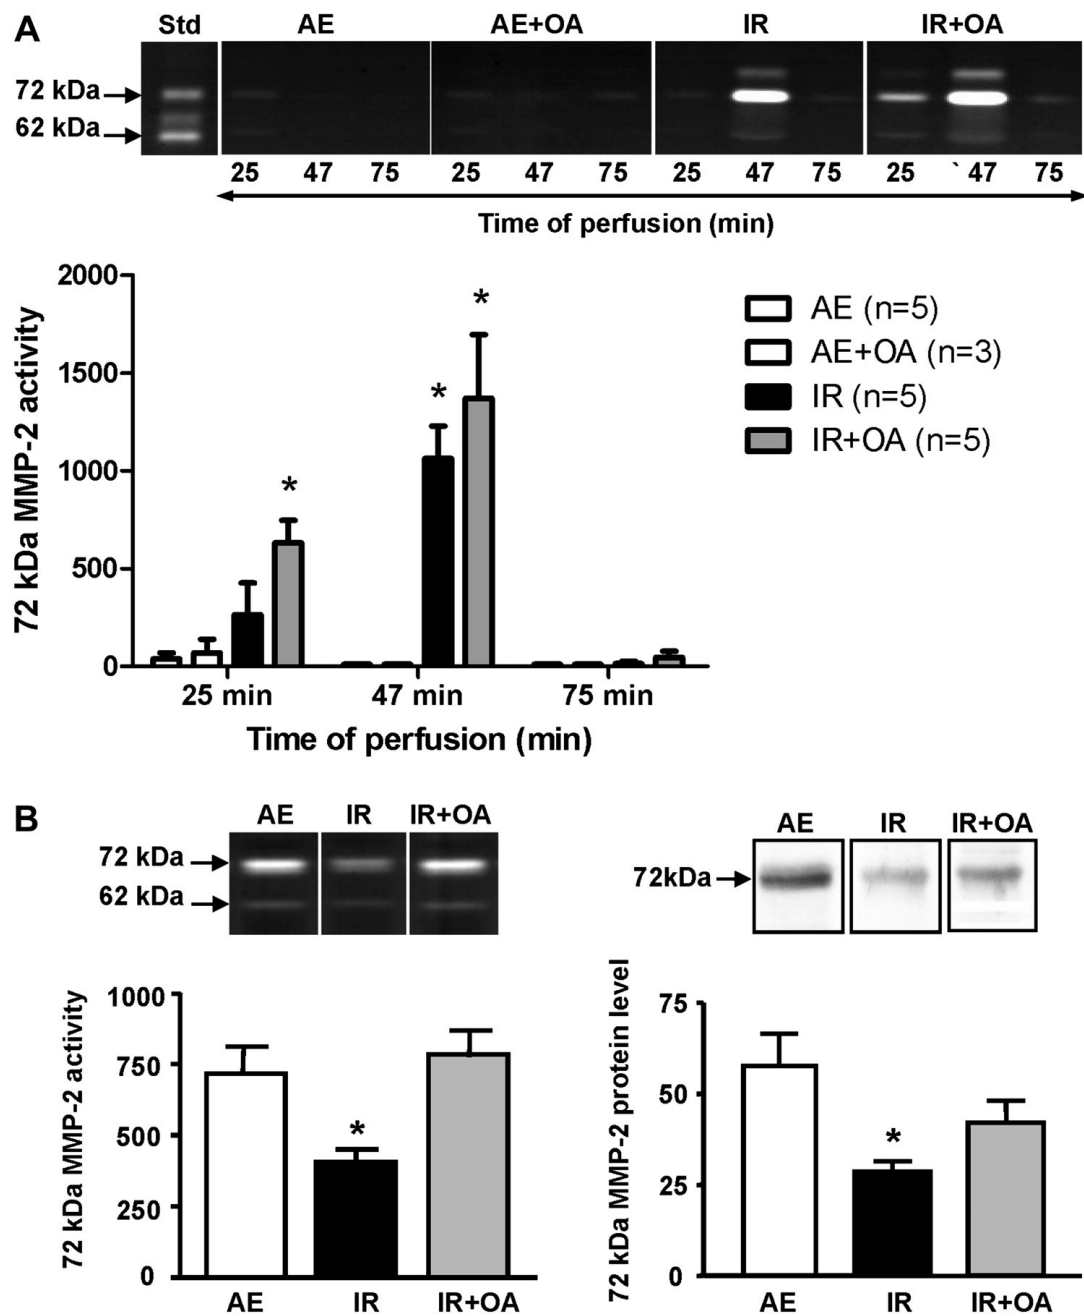 A
Std AE AE+OA IR IR+OA
72 kDa
62 kDa
25 47 75 25 47 75 25 47 75 25 ` 47 75
Time of perfusion (min)
72 kDa MMP-2 activity
2000
1500
1000
500
0
* * *
25 min 47 min 75 min
Time of perfusion (min)
AE (n=5)
AE+OA (n=3)
IR (n=5)
IR+OA (n=5)
B
AE IR IR+OA
72 kDa
62 kDa
72 kDa MMP-2 activity
1000
750
500
250
0
*
AE IR IR+OA
AE IR IR+OA
72kDa
72 kDa MMP-2 protein level
75
50
25
0
*
AE IR IR+OA